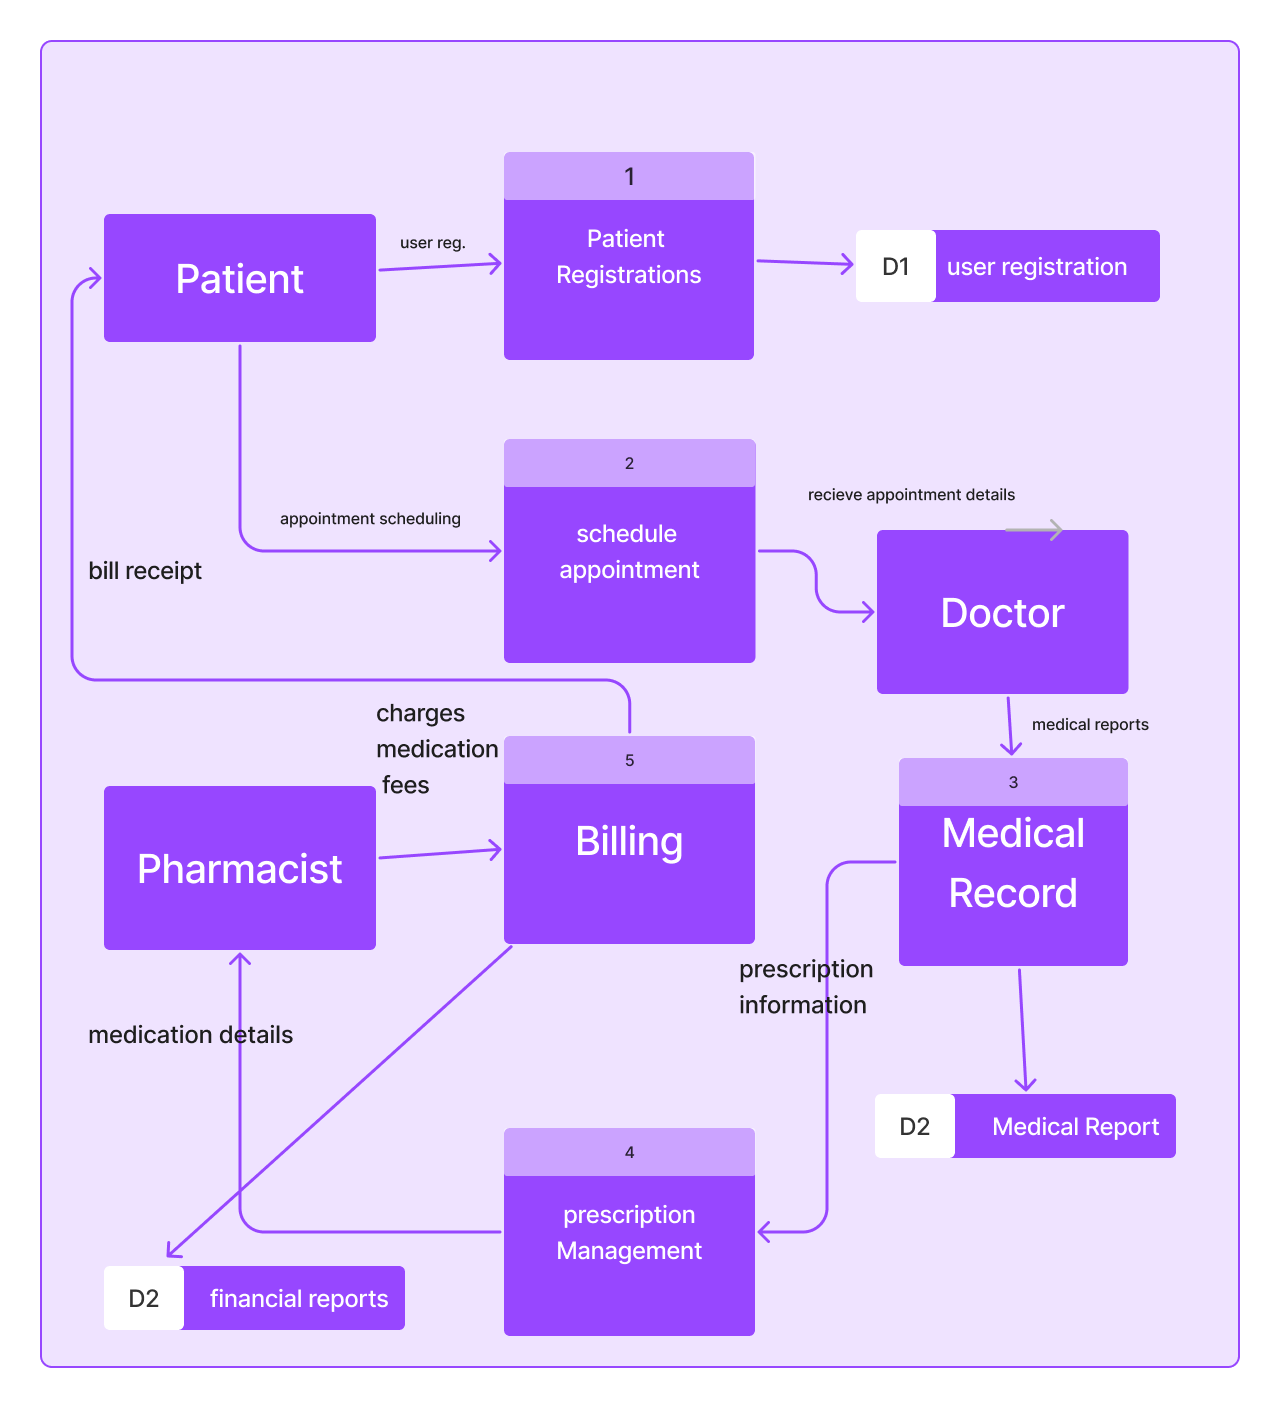 1
Patient
Registrations
user reg.
Patient
D1
user registration
2
schedule
appointment
recieve appointment details
appointment scheduling
bill receipt
Doctor
charges
medication
fees
medical reports
5
Billing
3
Medical
Record
Pharmacist
prescription
information
medication details
D2
Medical Report
4
prescription
Management
D2
financial reports